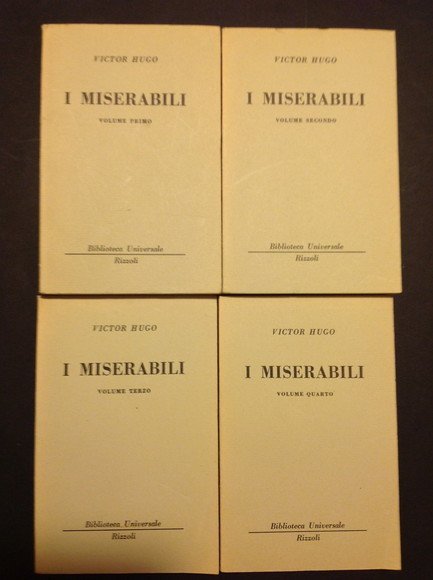 VICTOR HUGO
I MISERABILI
VOLUME PRIMO
Biblioteca Universale
Rizzoli
VICTOR HUGO
I MISERABILI
VOLUME SECONDO
Biblioteca Universale
Rizzoli
VICTOR HUGO
I MISERABILI
VOLUME TERZO
Biblioteca Universale
Rizzoli
VICTOR HUGO
I MISERABILI
VOLUME QUARTO
Biblioteca Universale
Rizzoli